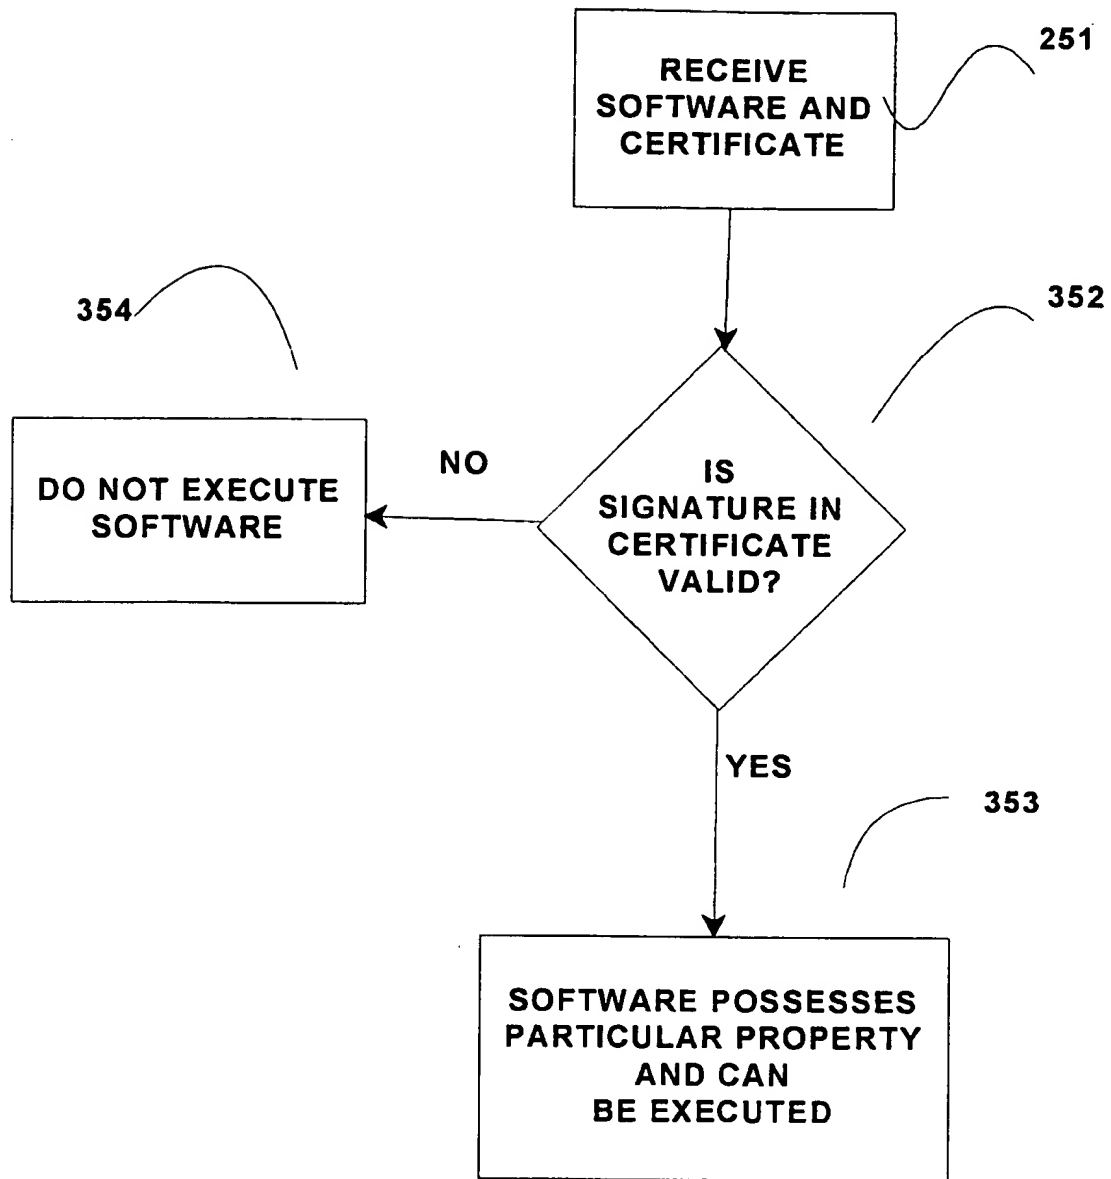 RECEIVE
SOFTWARE AND
CERTIFICATE
251
352
IS
SIGNATURE IN
CERTIFICATE
VALID?
NO
354
DO NOT EXECUTE
SOFTWARE
YES
353
SOFTWARE POSSESSES
PARTICULAR PROPERTY
AND CAN
BE EXECUTED